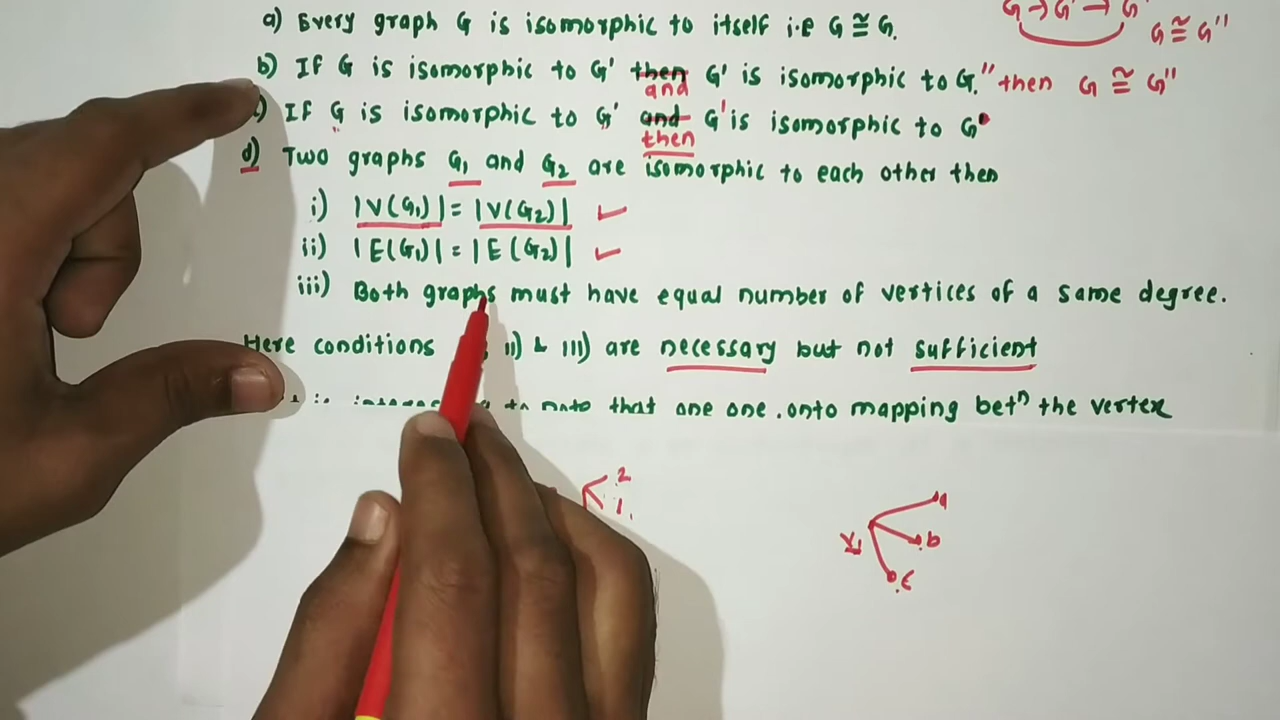 a) Every graph G is isomorphic to itself i.e G ≅ G.
G → G' → G"
G ≅ G"
b) If G is isomorphic to G' then and G' is isomorphic to G." then G ≅ G"
) If G is isomorphic to G' and then G' is isomorphic to G
d) Two graphs G1 and G2 are isomorphic to each other then
i) |V(G1)| = |V(G2)| ✓
ii) |E(G1)| = |E(G2)| ✓
iii) Both graphs must have equal number of vertices of a same degree.
Here conditions ii) & iii) are necessary but not sufficient
to note that one one . onto mapping betⁿ the vertex
2
1
a
b
c
V1